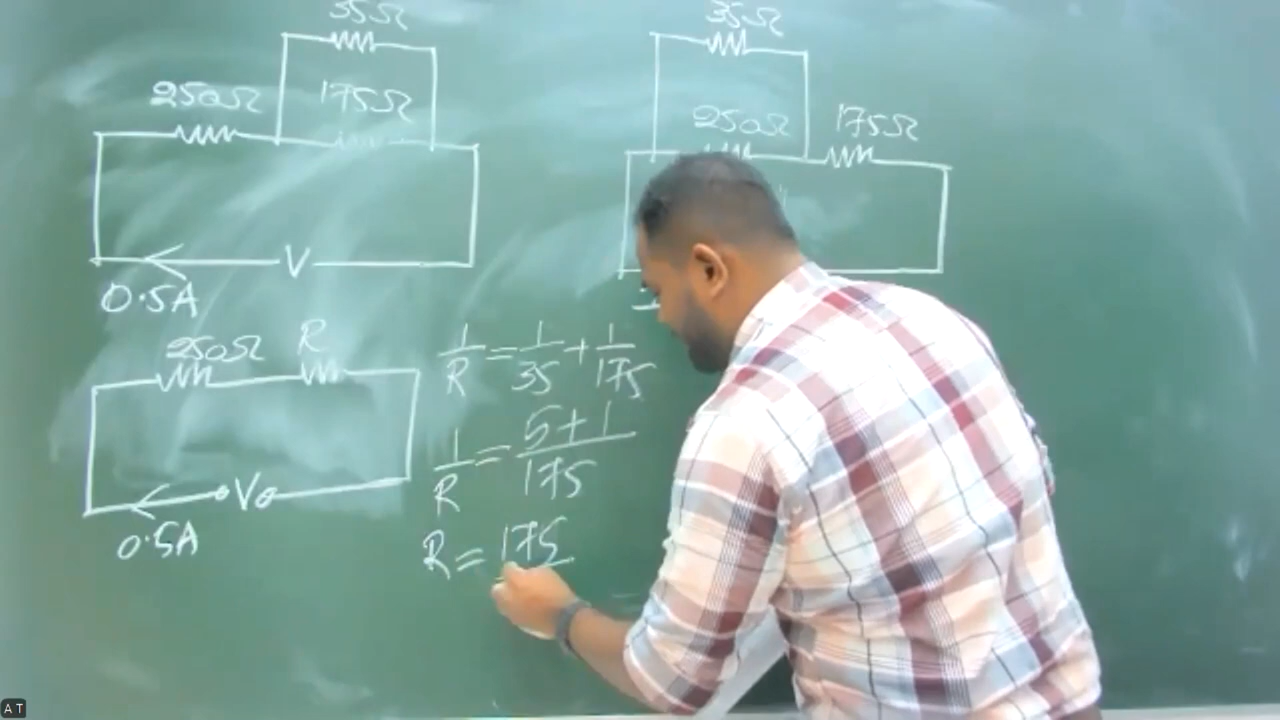 35Ω
250Ω 175Ω
V
0.5A
250Ω R
V
0.5A
1/R = 1/35 + 1/175
1/R = 5+1/175
R = 175
35Ω
250Ω 175Ω
A T